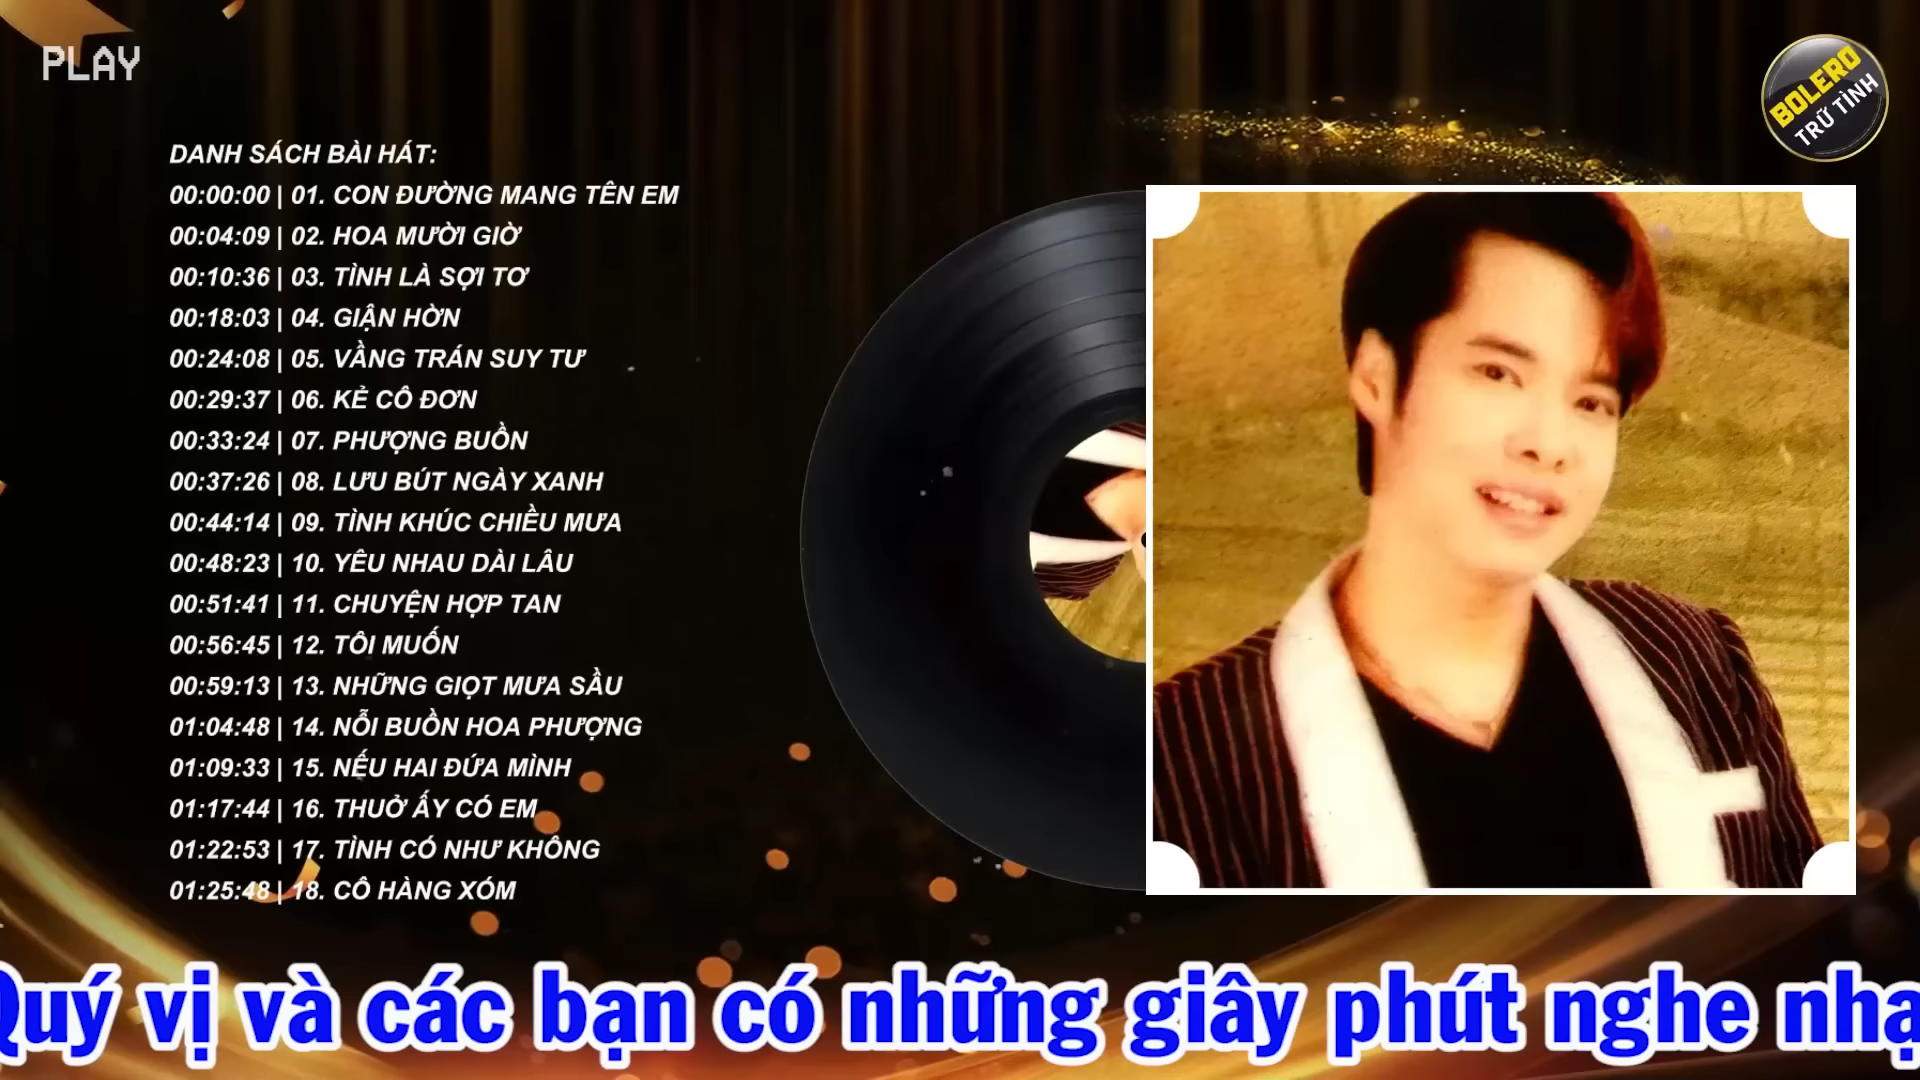 PLAY
BOLERO
TRỮ TÌNH
DANH SÁCH BÀI HÁT:
00:00:00 | 01. CON ĐƯỜNG MANG TÊN EM
00:04:09 | 02. HOA MƯỜI GIỜ
00:10:36 | 03. TÌNH LÀ SỢI TƠ
00:18:03 | 04. GIẬN HỜN
00:24:08 | 05. VẦNG TRÁN SUY TƯ
00:29:37 | 06. KẺ CÔ ĐƠN
00:33:24 | 07. PHƯỢNG BUỒN
00:37:26 | 08. LƯU BÚT NGÀY XANH
00:44:14 | 09. TÌNH KHÚC CHIỀU MƯA
00:48:23 | 10. YÊU NHAU DÀI LÂU
00:51:41 | 11. CHUYỆN HỢP TAN
00:56:45 | 12. TÔI MUỐN
00:59:13 | 13. NHỮNG GIỌT MƯA SẦU
01:04:48 | 14. NỖI BUỒN HOA PHƯỢNG
01:09:33 | 15. NẾU HAI ĐỨA MÌNH
01:17:44 | 16. THUỞ ẤY CÓ EM
01:22:53 | 17. TÌNH CÓ NHƯ KHÔNG
01:25:48 | 18. CÔ HÀNG XÓM
Quý vị và các bạn có những giây phút nghe nhạ